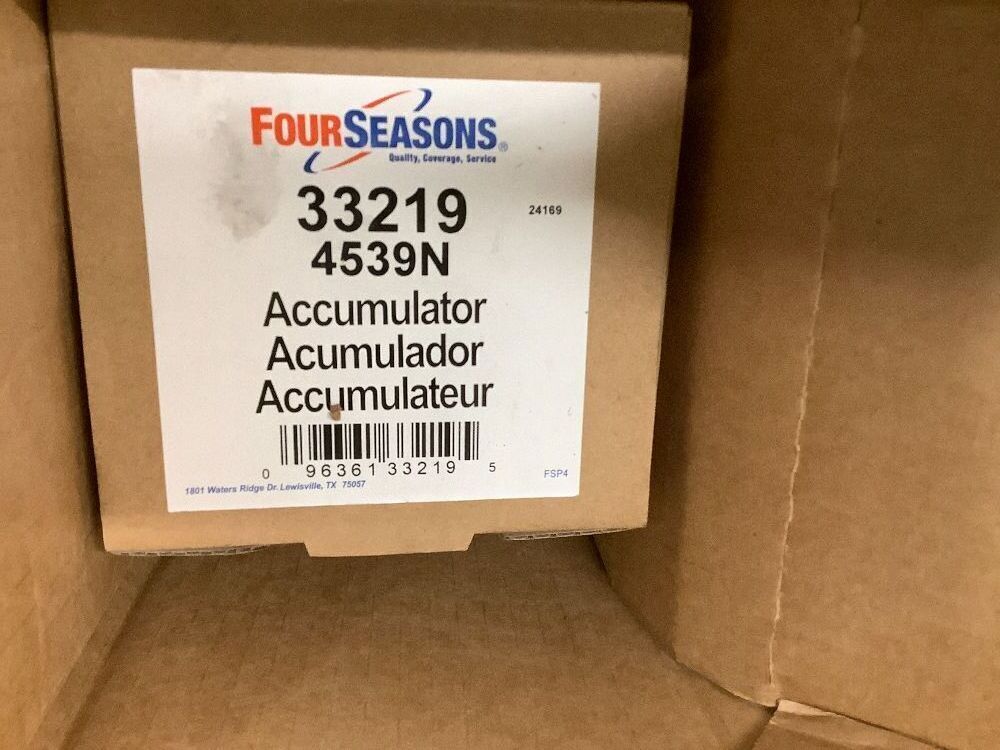 FOURSEASONS®
Quality, Coverage, Service
33219
24169
4539N
Accumulator
Acumulador
Accumulateur
0 96361 33219 5
FSP4
1801 Waters Ridge Dr. Lewisville, TX 75057